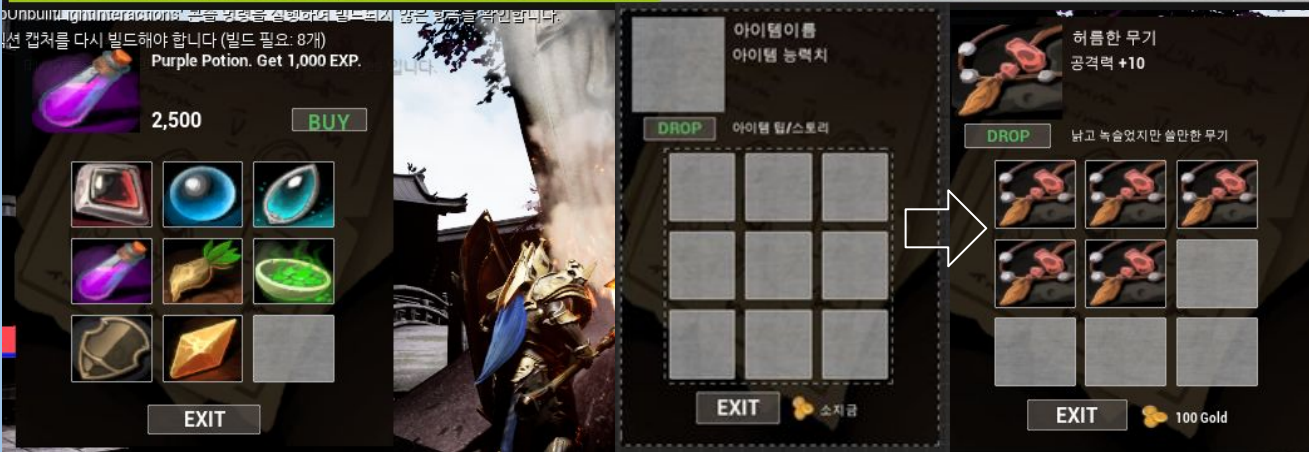 캡처를 다시 빌드해야 합니다 (빌드 필요: 8개)
Purple Potion. Get 1,000 EXP.
2,500
BUY
EXIT
아이템이름
아이템 능력치
DROP
아이템 팁/스토리
EXIT
소지금
허름한 무기
공격력 +10
DROP
낡고 녹슬었지만 쓸만한 무기
EXIT
100 Gold